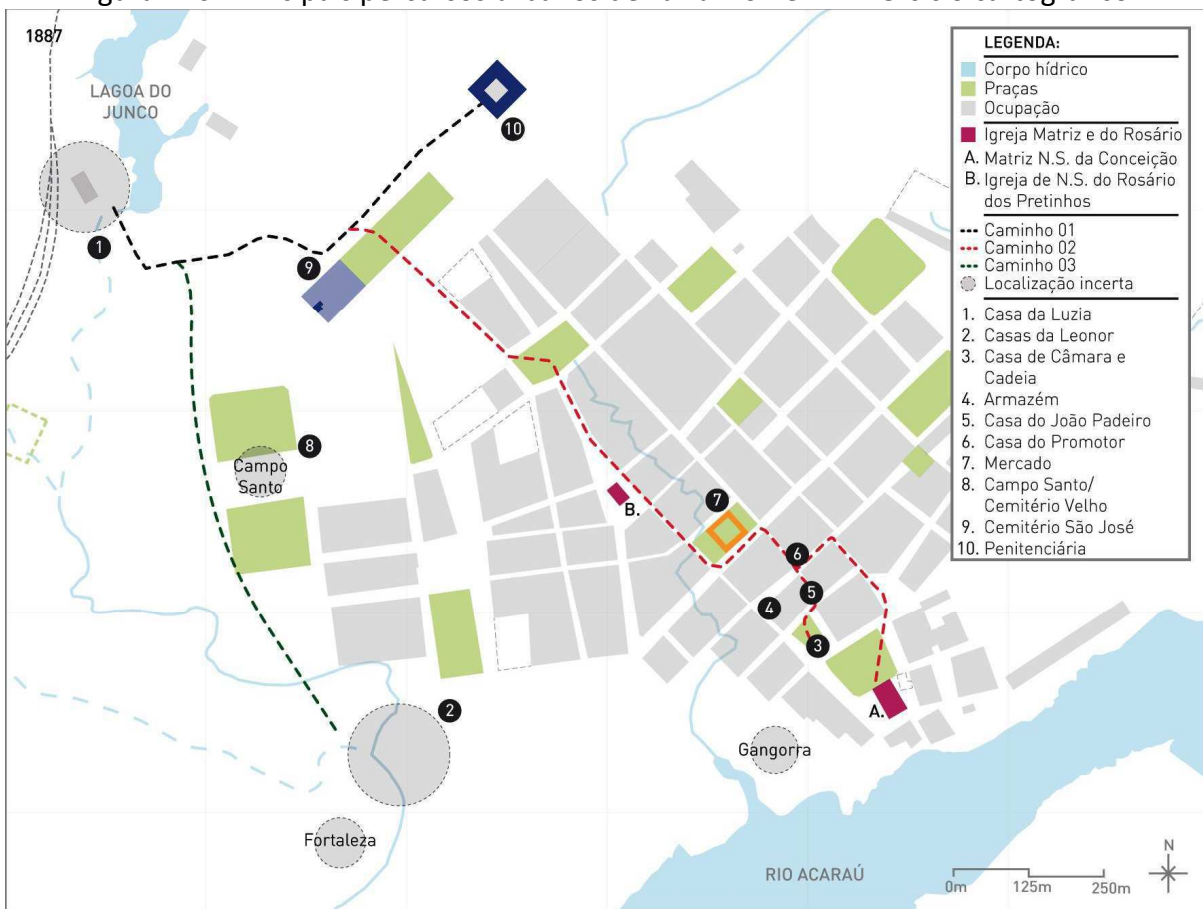 1887
LAGOA DO
JUNCO
1
2
3
4
5
6
7
8
9
10
Campo
Santo
B.
A.
Gangorra
Fortaleza
RIO ACARAÚ
N
0m 125m 250m
LEGENDA:
Corpo hídrico
Praças
Ocupação
Igreja Matriz e do Rosário
A. Matriz N.S. da Conceição
B. Igreja de N.S. do Rosário
dos Pretinhos
Caminho 01
Caminho 02
Caminho 03
Localização incerta
1. Casa da Luzia
2. Casas da Leonor
3. Casa de Câmara e
Cadeia
4. Armazém
5. Casa do João Padeiro
6. Casa do Promotor
7. Mercado
8. Campo Santo/
Cemitério Velho
9. Cemitério São José
10. Penitenciária